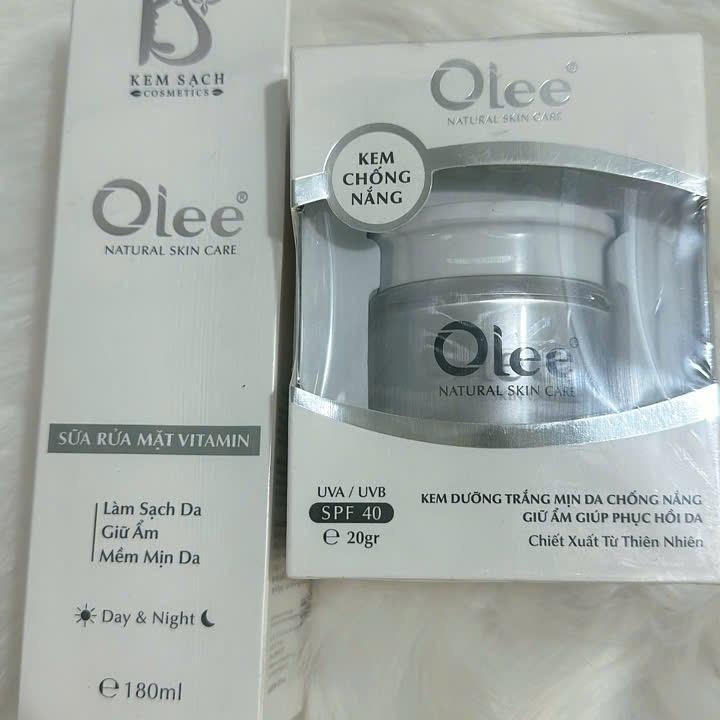 KEM SẠCH
COSMETICS
Olee®
NATURAL SKIN CARE
SỮA RỬA MẶT VITAMIN
Làm Sạch Da
Giữ Ẩm
Mềm Mịn Da
Day & Night
℮ 180ml
Olee®
NATURAL SKIN CARE
KEM
CHỐNG
NẮNG
Olee®
NATURAL SKIN CARE
UVA / UVB
SPF 40
℮ 20gr
KEM DƯỠNG TRẮNG MỊN DA CHỐNG NẮNG
GIỮ ẨM GIÚP PHỤC HỒI DA
Chiết Xuất Từ Thiên Nhiên